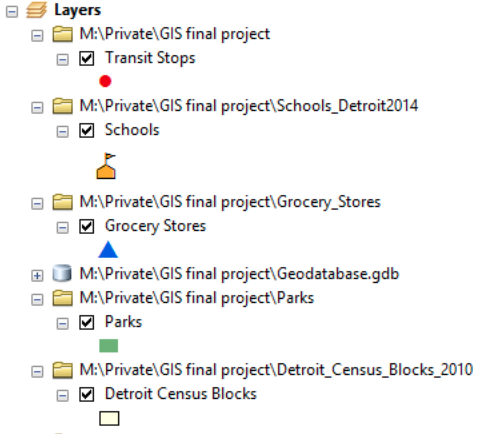 Layers
M:\Private\GIS final project
Transit Stops
M:\Private\GIS final project\Schools_Detroit2014
Schools
M:\Private\GIS final project\Grocery_Stores
Grocery Stores
M:\Private\GIS final project\Geodatabase.gdb
M:\Private\GIS final project\Parks
Parks
M:\Private\GIS final project\Detroit_Census_Blocks_2010
Detroit Census Blocks